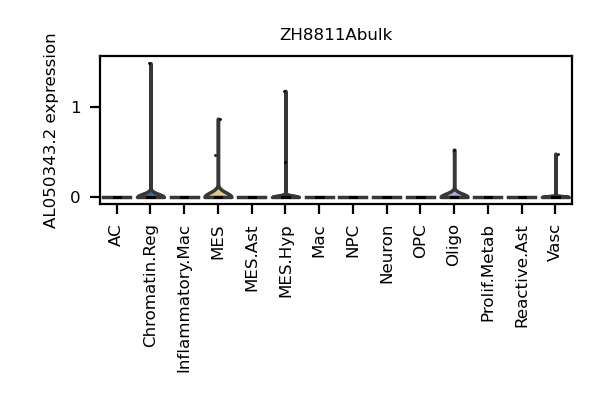 ZH8811Abulk
AL050343.2 expression
1
0
AC
Chromatin.Reg
Inflammatory.Mac
MES
MES.Ast
MES.Hyp
Mac
NPC
Neuron
OPC
Oligo
Prolif.Metab
Reactive.Ast
Vasc